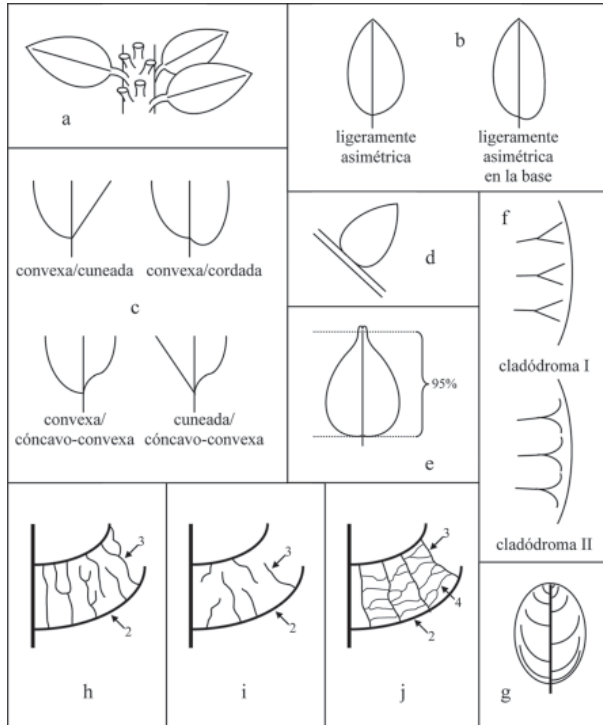 a
b
ligeramente
asimétrica
ligeramente
asimétrica
en la base
convexa/cuneada
convexa/cordada
c
convexa/
cóncavo-convexa
cuneada/
cóncavo-convexa
d
95%
e
f
cladódroma I
cladódroma II
3
2
h
3
2
i
3
4
2
j
g